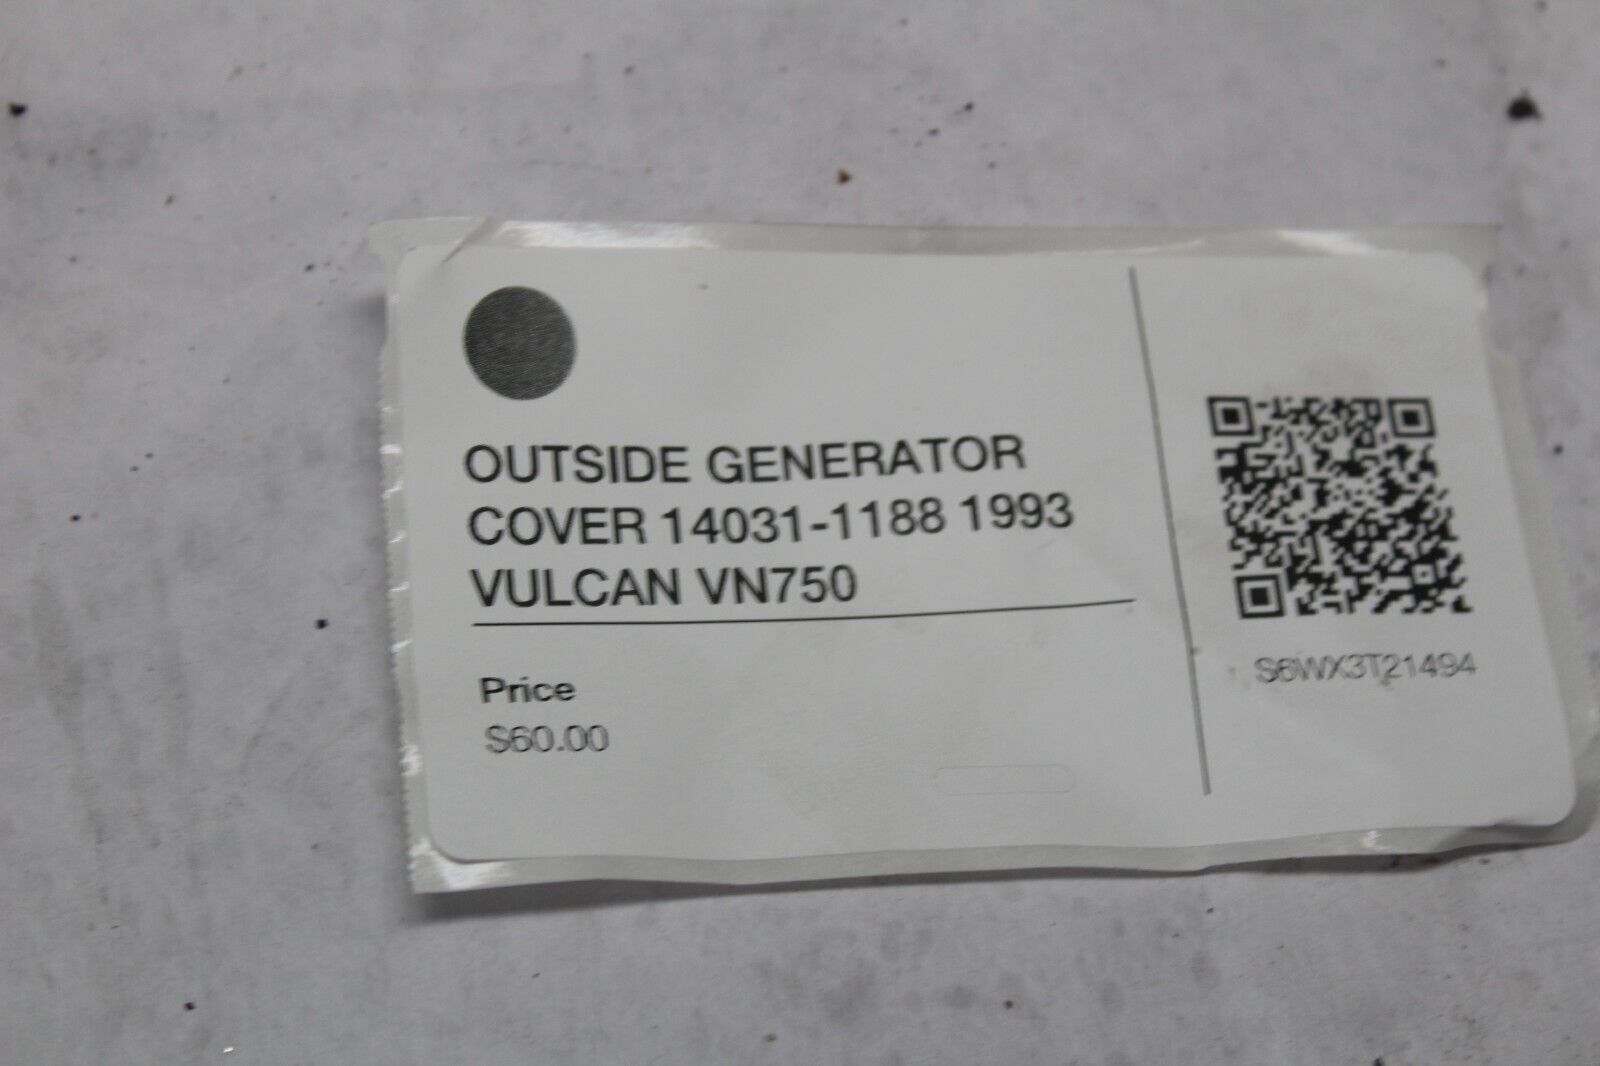 OUTSIDE GENERATOR
COVER 14031-1188 1993
VULCAN VN750
Price
$60.00
S6WX3T21494